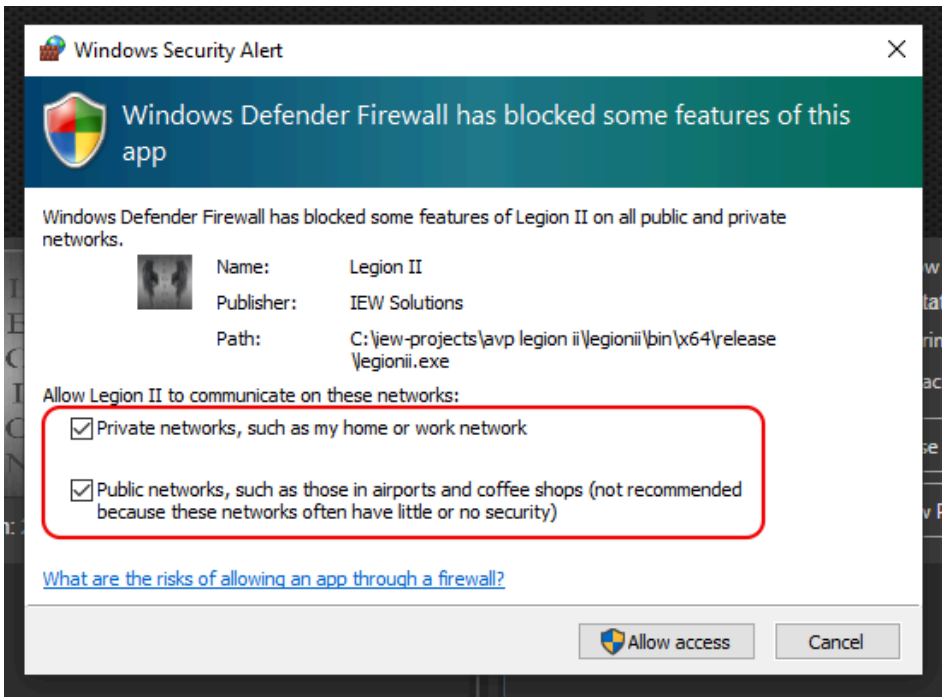 Windows Security Alert
Windows Defender Firewall has blocked some features of this
app
Windows Defender Firewall has blocked some features of Legion II on all public and private
networks.
Name: Legion II
Publisher: IEW Solutions
Path: C:\iew-projects\avp legion ii\legionii\bin\x64\release
\legionii.exe
Allow Legion II to communicate on these networks:
Private networks, such as my home or work network
Public networks, such as those in airports and coffee shops (not recommended
because these networks often have little or no security)
What are the risks of allowing an app through a firewall?
Allow access
Cancel